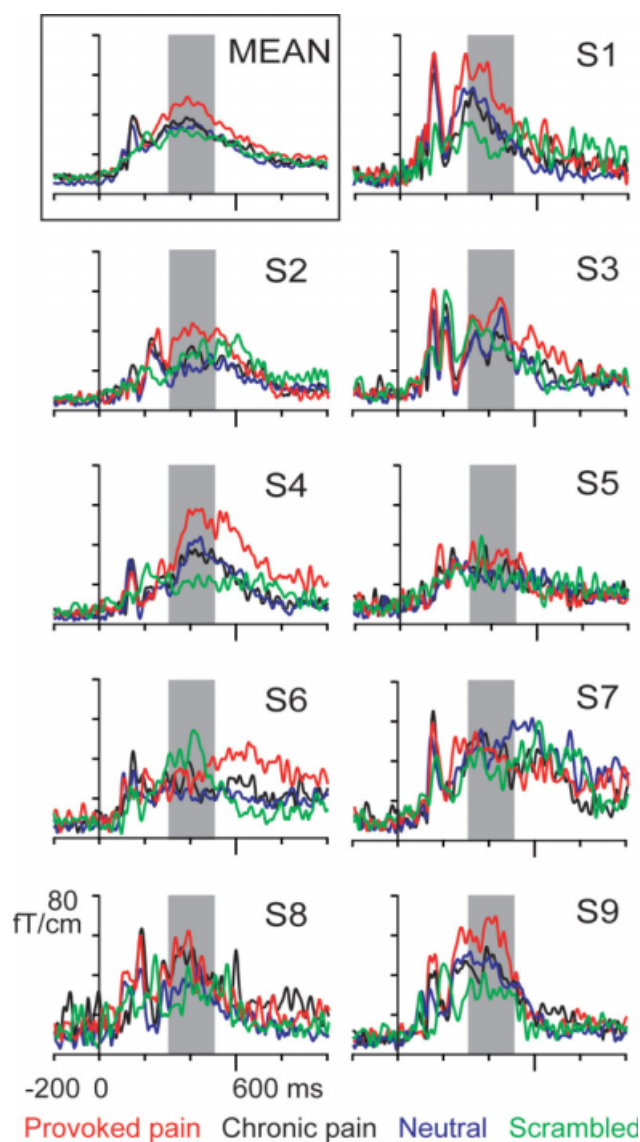 MEAN
S1
S2
S3
S4
S5
S6
S7
80
fT/cm
S8
S9
-200 0 600 ms
Provoked pain Chronic pain Neutral Scrambled